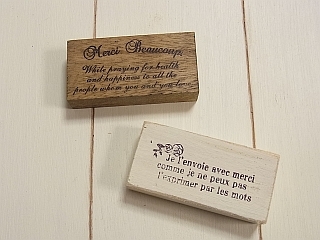 Merci Beaucoup,
While praying for health
and happiness to all the
people whom you and you love.
Je l'envoie avec merci
comme je ne peux pas
l'exprimer par les mots